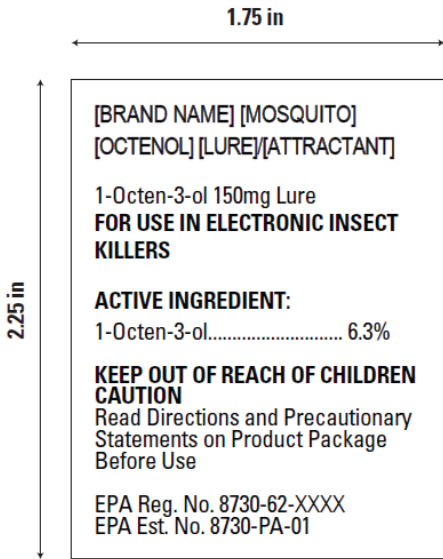 1.75 in
2.25 in
[BRAND NAME] [MOSQUITO]
[OCTENOL] [LURE]/[ATTRACTANT]
1-Octen-3-ol 150mg Lure
FOR USE IN ELECTRONIC INSECT
KILLERS
ACTIVE INGREDIENT:
1-Octen-3-ol............................ 6.3%
KEEP OUT OF REACH OF CHILDREN
CAUTION
Read Directions and Precautionary
Statements on Product Package
Before Use
EPA Reg. No. 8730-62-XXXX
EPA Est. No. 8730-PA-01